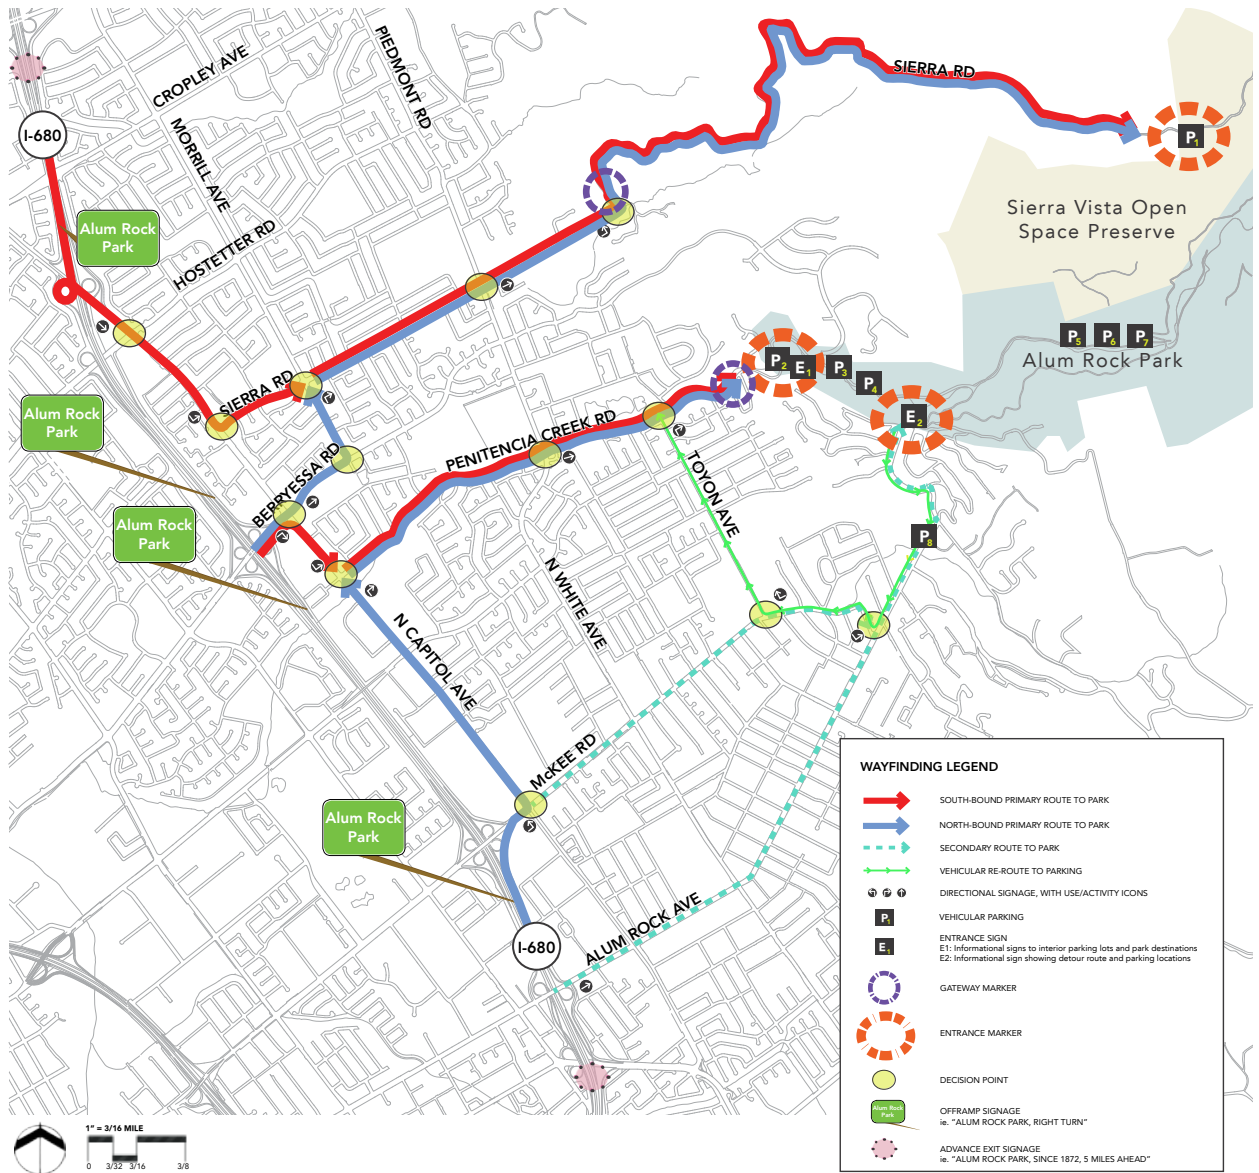 PIEDMONT RD
CROPLEY AVE
SIERRA RD
I-680
MORRILL AVE
P1
Alum Rock
Park
HOSTETTER RD
Sierra Vista Open
Space Preserve
P5 P6 P7
Alum Rock Park
P2
E1
P3
P4
SIERRA RD
Alum Rock
Park
E2
PENITENCIA CREEK RD
BERRYESSA RD
TOYON AVE
Alum Rock
Park
P8
N WHITE AVE
N CAPITOL AVE
McKEE RD
Alum Rock
Park
ALUM ROCK AVE
I-680
WAYFINDING LEGEND
SOUTH-BOUND PRIMARY ROUTE TO PARK
NORTH-BOUND PRIMARY ROUTE TO PARK
SECONDARY ROUTE TO PARK
VEHICULAR RE-ROUTE TO PARKING
DIRECTIONAL SIGNAGE, WITH USE/ACTIVITY ICONS
P1 VEHICULAR PARKING
E1 ENTRANCE SIGN
E1: Informational signs to interior parking lots and park destinations
E2: Informational sign showing detour route and parking locations
GATEWAY MARKER
ENTRANCE MARKER
DECISION POINT
Alum Rock
Park
OFFRAMP SIGNAGE
ie. “ALUM ROCK PARK, RIGHT TURN”
ADVANCE EXIT SIGNAGE
ie. “ALUM ROCK PARK, SINCE 1872, 5 MILES AHEAD”
1” = 3/16 MILE
0 3/32 3/16 3/8